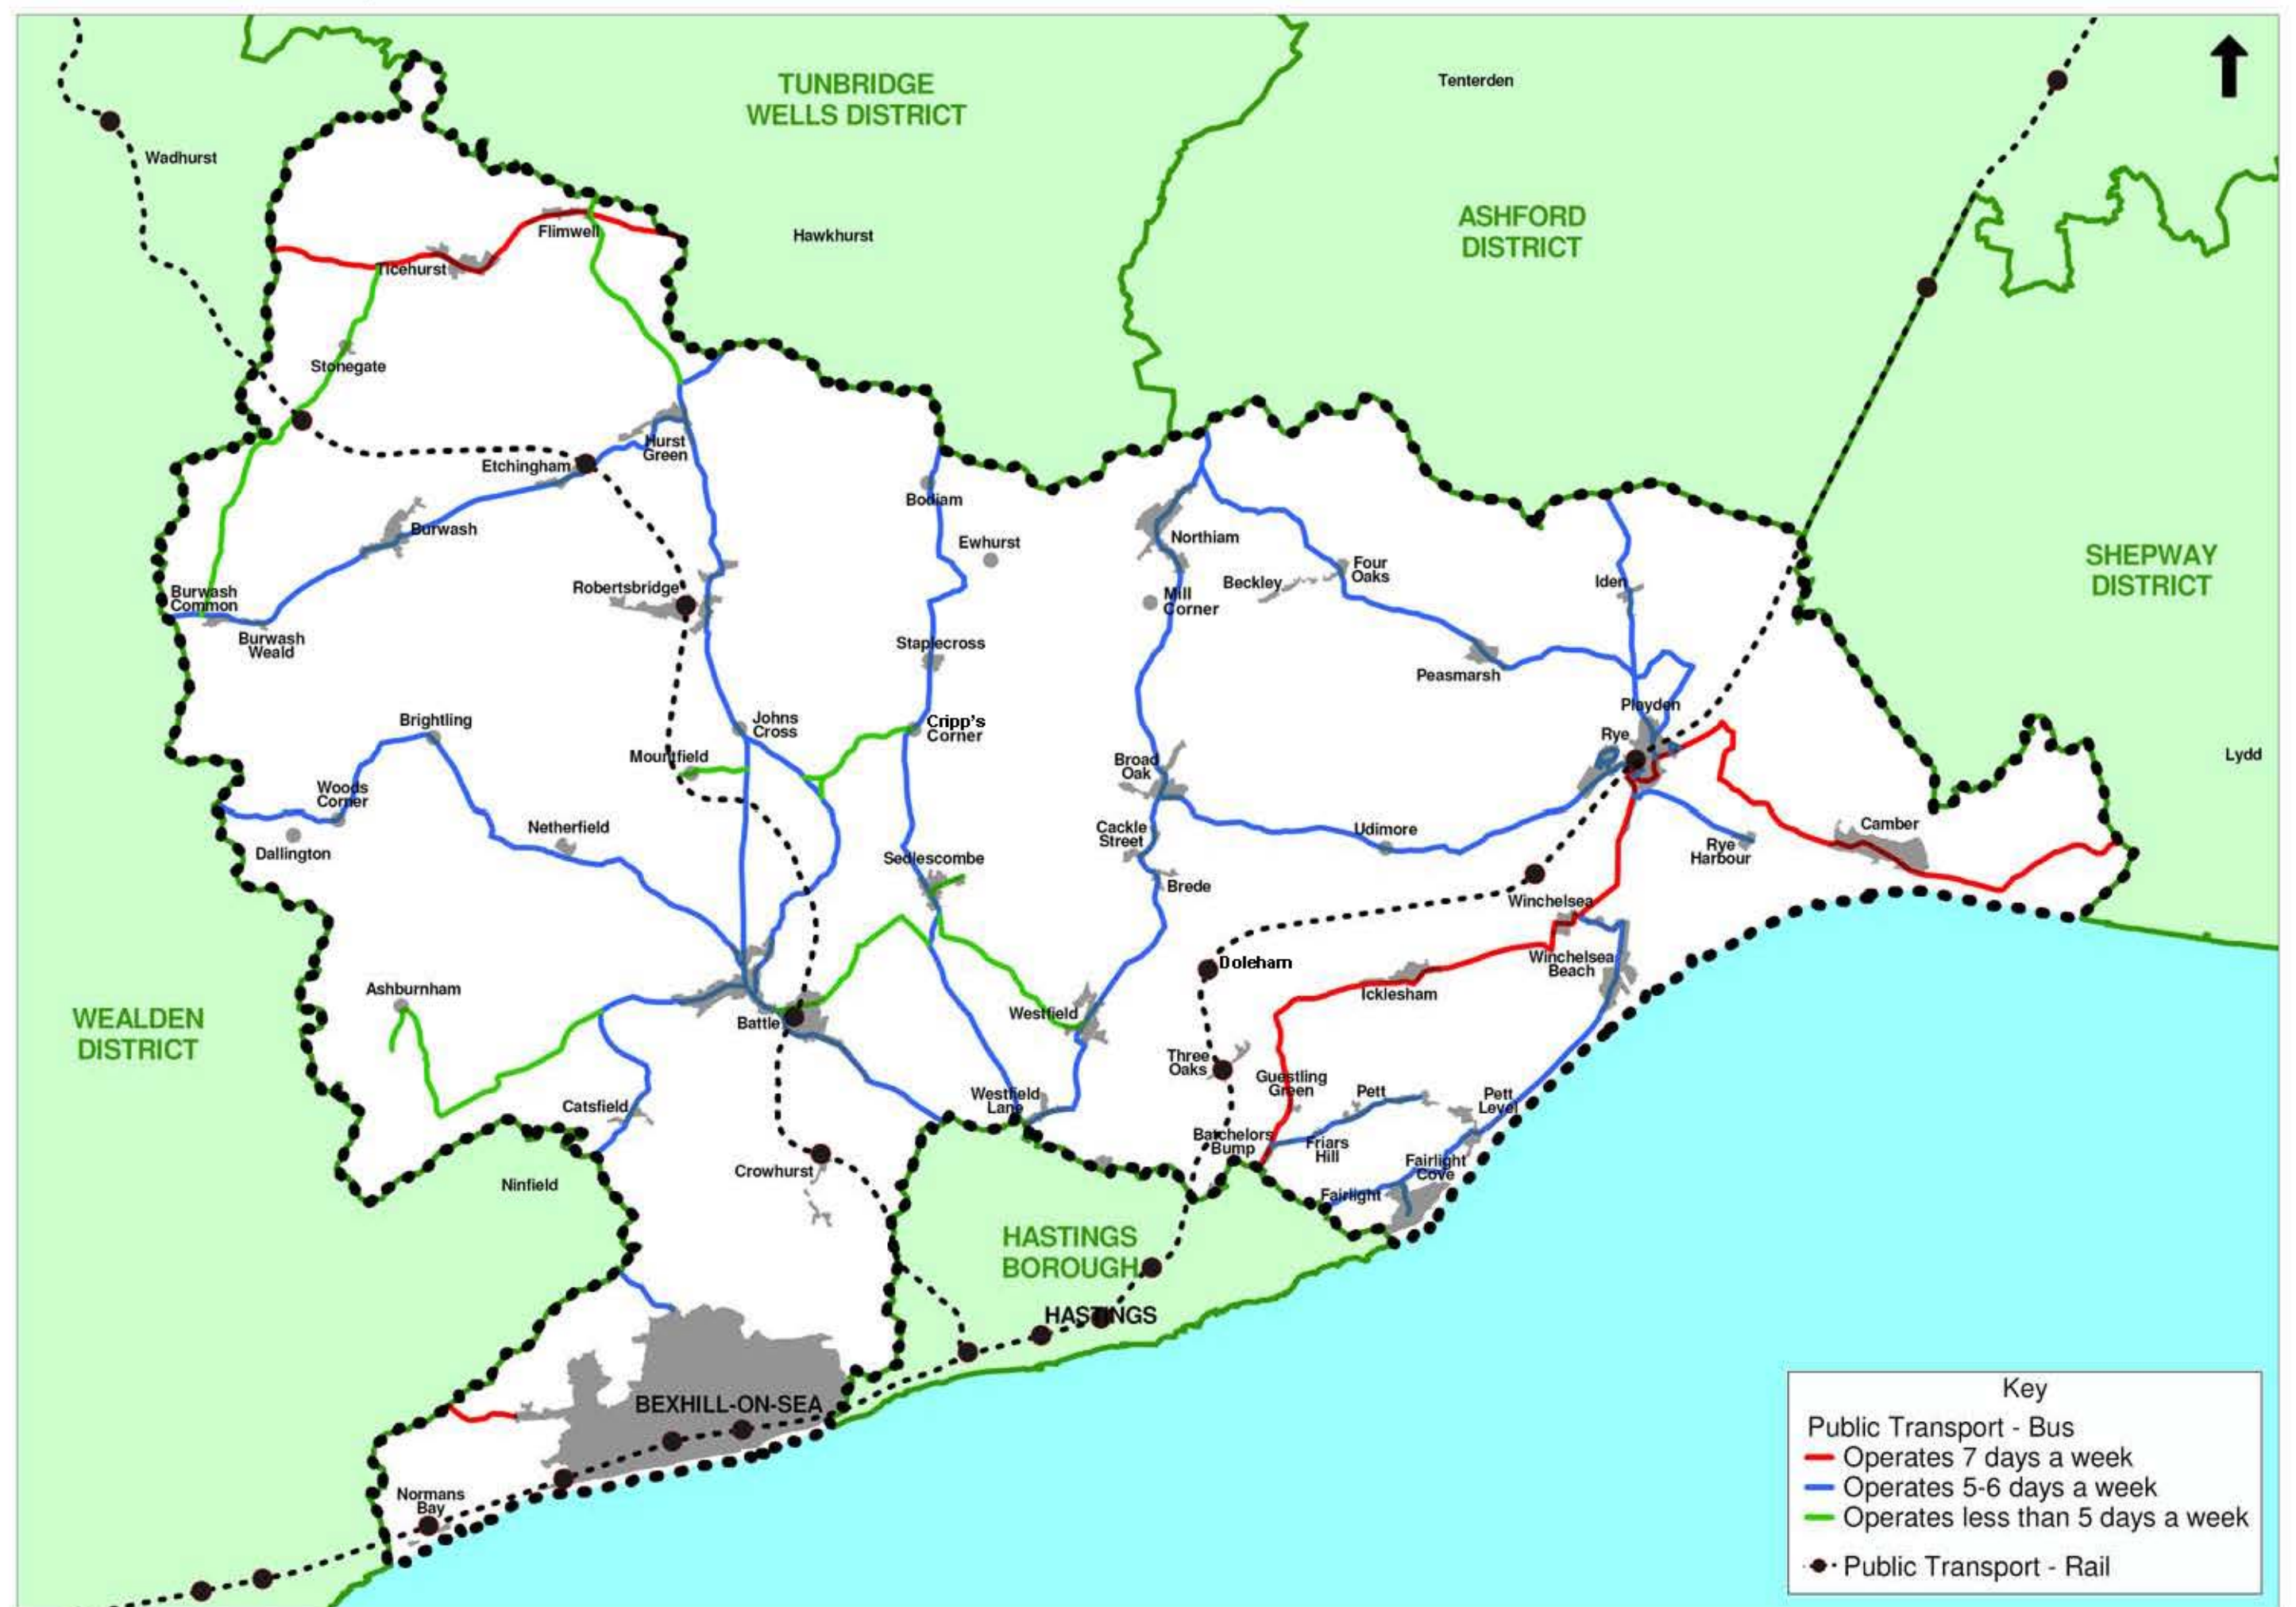 TUNBRIDGE
WELLS DISTRICT
Tenterden
Wadhurst
Hawkhurst
ASHFORD
DISTRICT
Flimwell
Ticehurst
Stonegate
Hurst
Green
Etchingham
Bodiam
Burwash
Ewhurst
Northiam
Four
Oaks
Beckley
Iden
SHEPWAY
DISTRICT
Robertsbridge
Mill
Corner
Burwash
Common
Burwash
Weald
Staplecross
Peasmarsh
Playden
Brightling
Johns
Cross
Cripp's
Corner
Rye
Mountfield
Broad
Oak
Lydd
Woods
Corner
Netherfield
Cackle
Street
Udimore
Camber
Dallington
Sedlescombe
Rye
Harbour
Brede
Winchelsea
Doleham
Winchelsea
Beach
Ashburnham
Icklesham
WEALDEN
DISTRICT
Battle
Westfield
Three
Oaks
Guestling
Green
Pett
Pett
Level
Catsfield
Westfield
Lane
Batchelors
Bump
Friars
Hill
Crowhurst
Fairlight
Cove
Ninfield
Fairlight
HASTINGS
BOROUGH
HASTINGS
BEXHILL-ON-SEA
Normans
Bay
Key
Public Transport - Bus
Operates 7 days a week
Operates 5-6 days a week
Operates less than 5 days a week
Public Transport - Rail